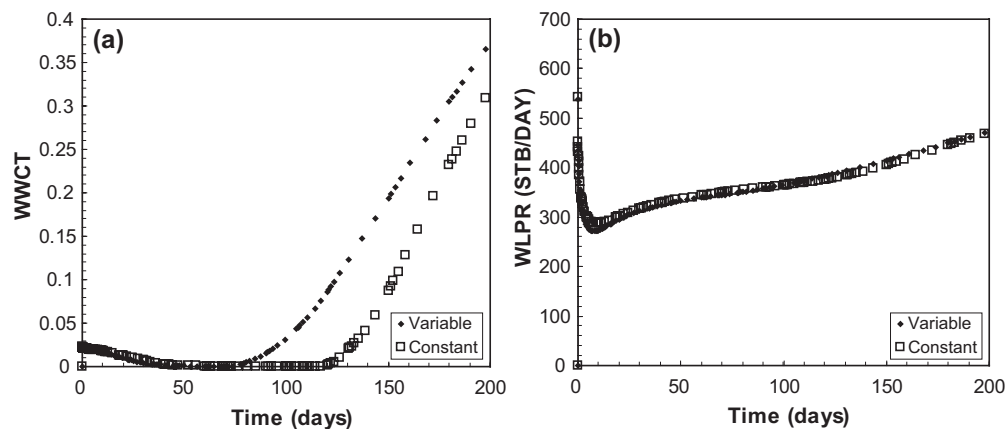 (a)
WWCT
0.4
0.35
0.3
0.25
0.2
0.15
0.1
0.05
0
0 50 100 150 200
Time (days)
Variable
Constant
(b)
WLPR (STB/DAY)
700
600
500
400
300
200
100
0
0 50 100 150 200
Time (days)
Variable
Constant